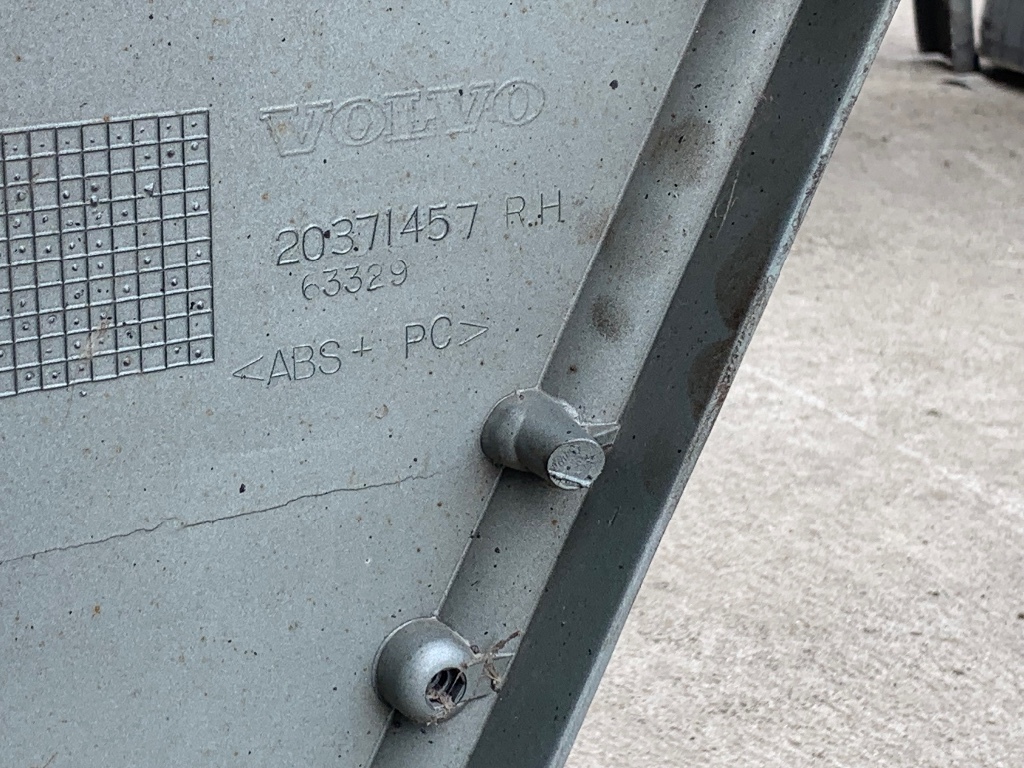 VOLVO
20371457 R.H
63329
<ABS+ PC>